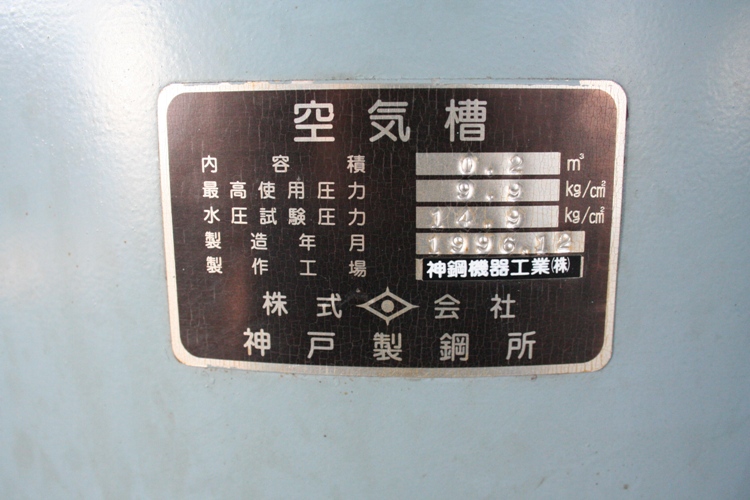 空気槽
内容積 0.2 m³
最高使用圧力 9.9 kg/cm²
水圧試験圧力 14.9 kg/cm²
製造年月 1996.12
製作工場 神鋼機器工業(株)
株式会社
神戸製鋼所